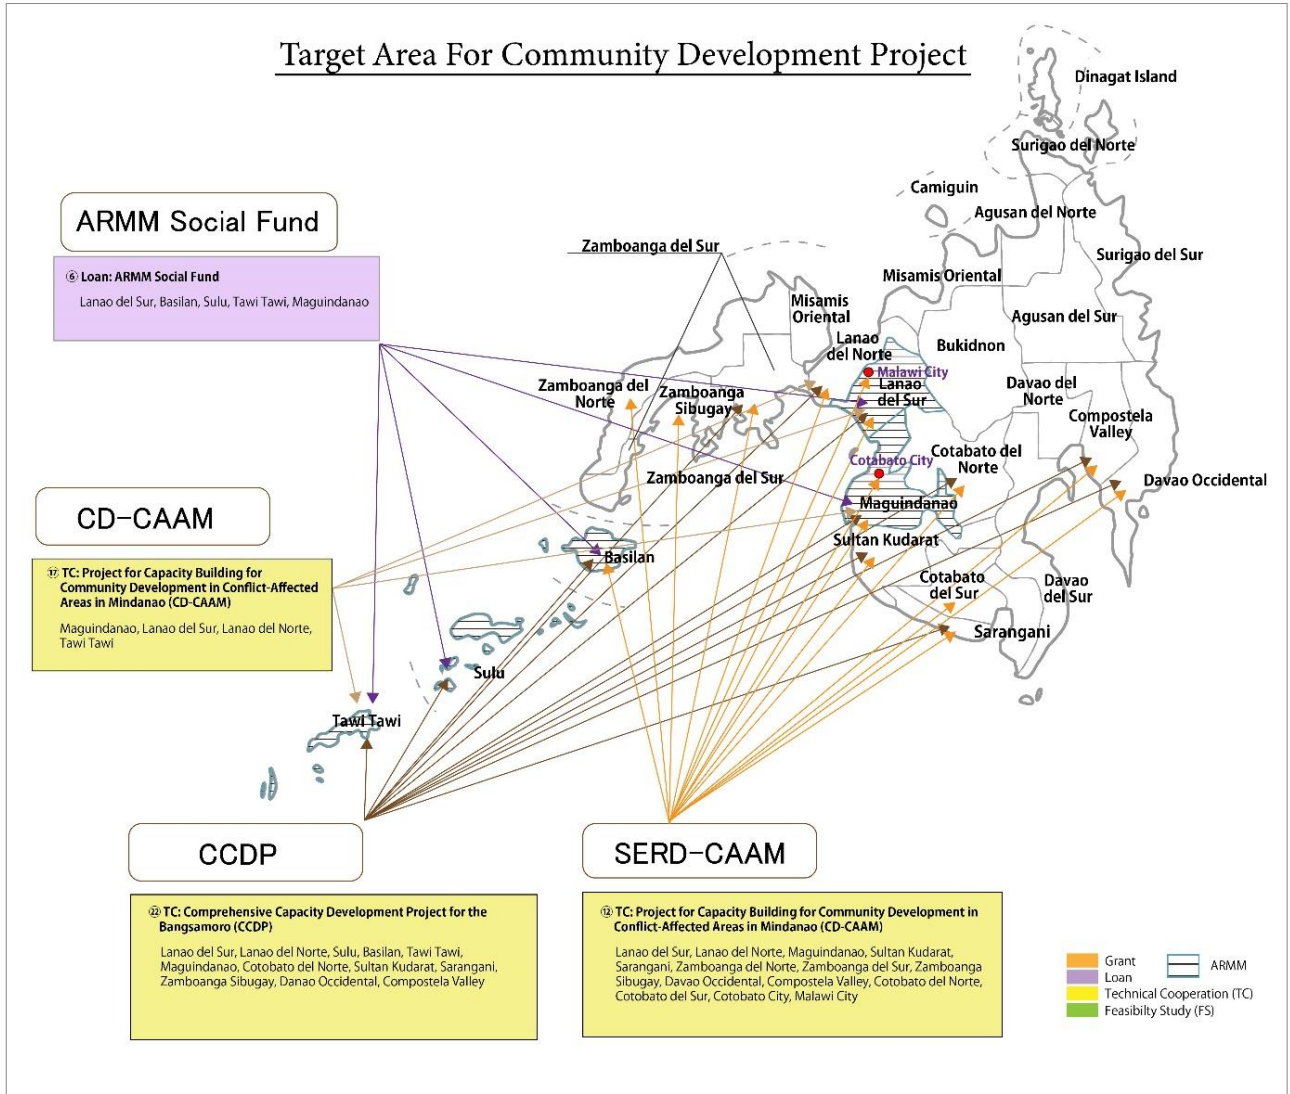 Target Area For Community Development Project
Dinagat Island
Surigao del Norte
Camiguin
Agusan del Norte
Zamboanga del Sur
Surigao del Sur
Misamis Oriental
Misamis
Oriental
Agusan del Sur
Lanao
del Norte
Bukidnon
Malawi City
Lanao
del Sur
Zamboanga del
Norte
Zamboanga
Sibugay
Davao del
Norte
Compostela
Valley
Cotabato City
Cotobato del
Norte
Zamboanga del Sur
Davao Occidental
Maguindanao
Sultan Kudarat
Basilan
Cotobato
del Sur
Davao
del Sur
Sarangani
Sulu
Tawi Tawi
ARMM Social Fund
⑥ Loan: ARMM Social Fund
Lanao del Sur, Basilan, Sulu, Tawi Tawi, Maguindanao
CD-CAAM
⑰ TC: Project for Capacity Building for
Community Development in Conflict-Affected
Areas in Mindanao (CD-CAAM)
Maguindanao, Lanao del Sur, Lanao del Norte,
Tawi Tawi
CCDP
㉒ TC: Comprehensive Capacity Development Project for the
Bangsamoro (CCDP)
Lanao del Sur, Lanao del Norte, Sulu, Basilan, Tawi Tawi,
Maguindanao, Cotobato del Norte, Sultan Kudarat, Sarangani,
Zamboanga Sibugay, Danao Occidental, Compostela Valley
SERD-CAAM
⑫ TC: Project for Capacity Building for Community Development in
Conflict-Affected Areas in Mindanao (CD-CAAM)
Lanao del Sur, Lanao del Norte, Maguindanao, Sultan Kudarat,
Sarangani, Zamboanga del Norte, Zamboanga del Sur, Zamboanga
Sibugay, Davao Occidental, Compostela Valley, Cotobato del Norte,
Cotobato del Sur, Cotobato City, Malawi City
Grant
Loan
Technical Cooperation (TC)
Feasibilty Study (FS)
ARMM